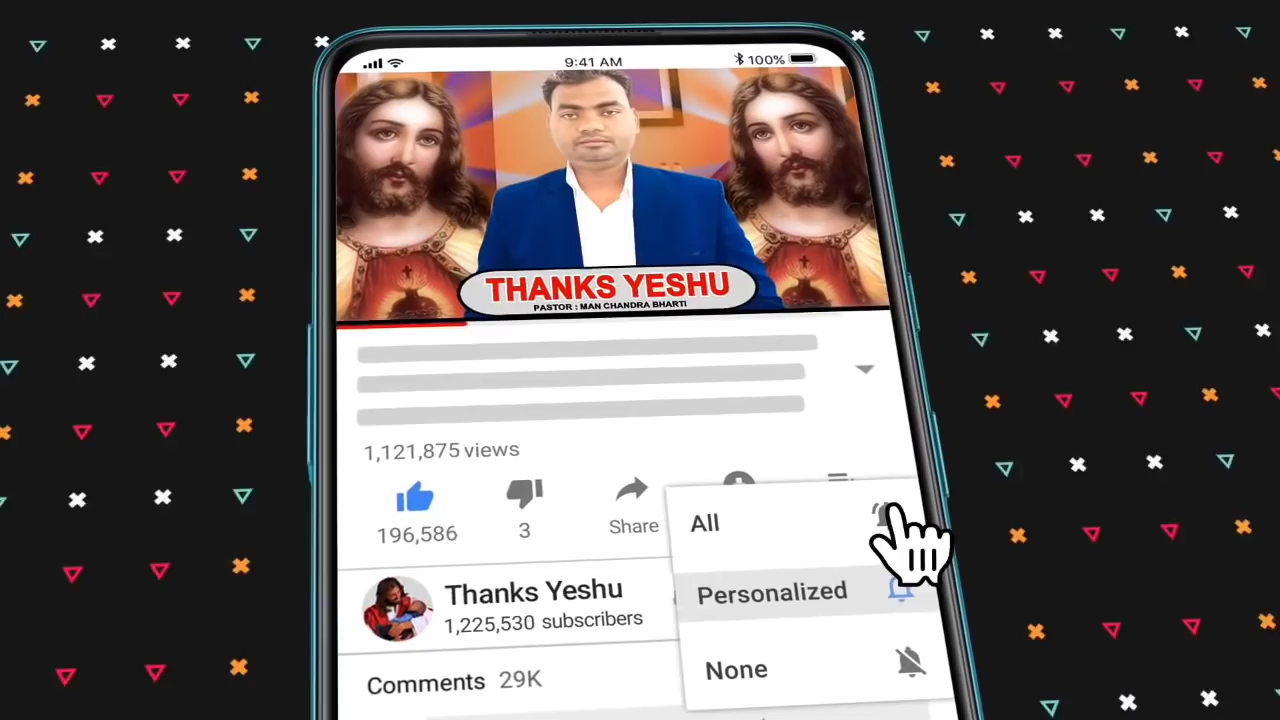 9:41 AM
100%
THANKS YESHU
PASTOR : MAN CHANDRA BHARTI
1,121,875 views
196,586
3
Share
All
Personalized
None
Thanks Yeshu
1,225,530 subscribers
Comments 29K